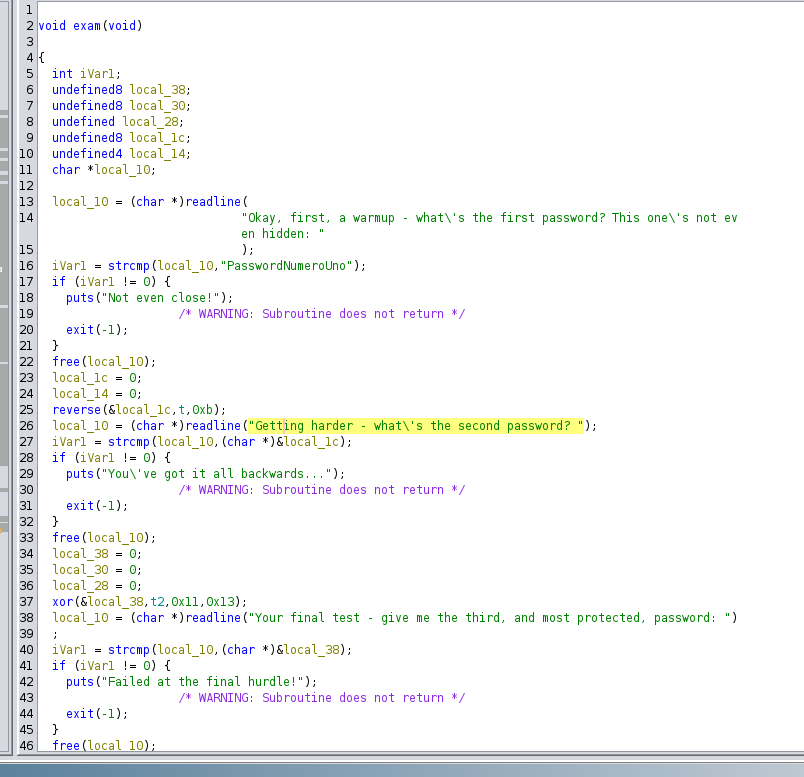 1
2 void exam(void)
3
4 {
5 int iVar1;
6 undefined8 local_38;
7 undefined8 local_30;
8 undefined local_28;
9 undefined8 local_1c;
10 undefined4 local_14;
11 char *local_10;
12
13 local_10 = (char *)readline(
14 "Okay, first, a warmup - what\'s the first password? This one\'s not ev
en hidden: "
15 );
16 iVar1 = strcmp(local_10,"PasswordNumeroUno");
17 if (iVar1 != 0) {
18 puts("Not even close!");
19 /* WARNING: Subroutine does not return */
20 exit(-1);
21 }
22 free(local_10);
23 local_1c = 0;
24 local_14 = 0;
25 reverse(&local_1c,t,0xb);
26 local_10 = (char *)readline("Getting harder - what\'s the second password? ");
27 iVar1 = strcmp(local_10,(char *)&local_1c);
28 if (iVar1 != 0) {
29 puts("You\'ve got it all backwards...");
30 /* WARNING: Subroutine does not return */
31 exit(-1);
32 }
33 free(local_10);
34 local_38 = 0;
35 local_30 = 0;
36 local_28 = 0;
37 xor(&local_38,t2,0x11,0x13);
38 local_10 = (char *)readline("Your final test - give me the third, and most protected, password: ")
39 ;
40 iVar1 = strcmp(local_10,(char *)&local_38);
41 if (iVar1 != 0) {
42 puts("Failed at the final hurdle!");
43 /* WARNING: Subroutine does not return */
44 exit(-1);
45 }
46 free(local_10);